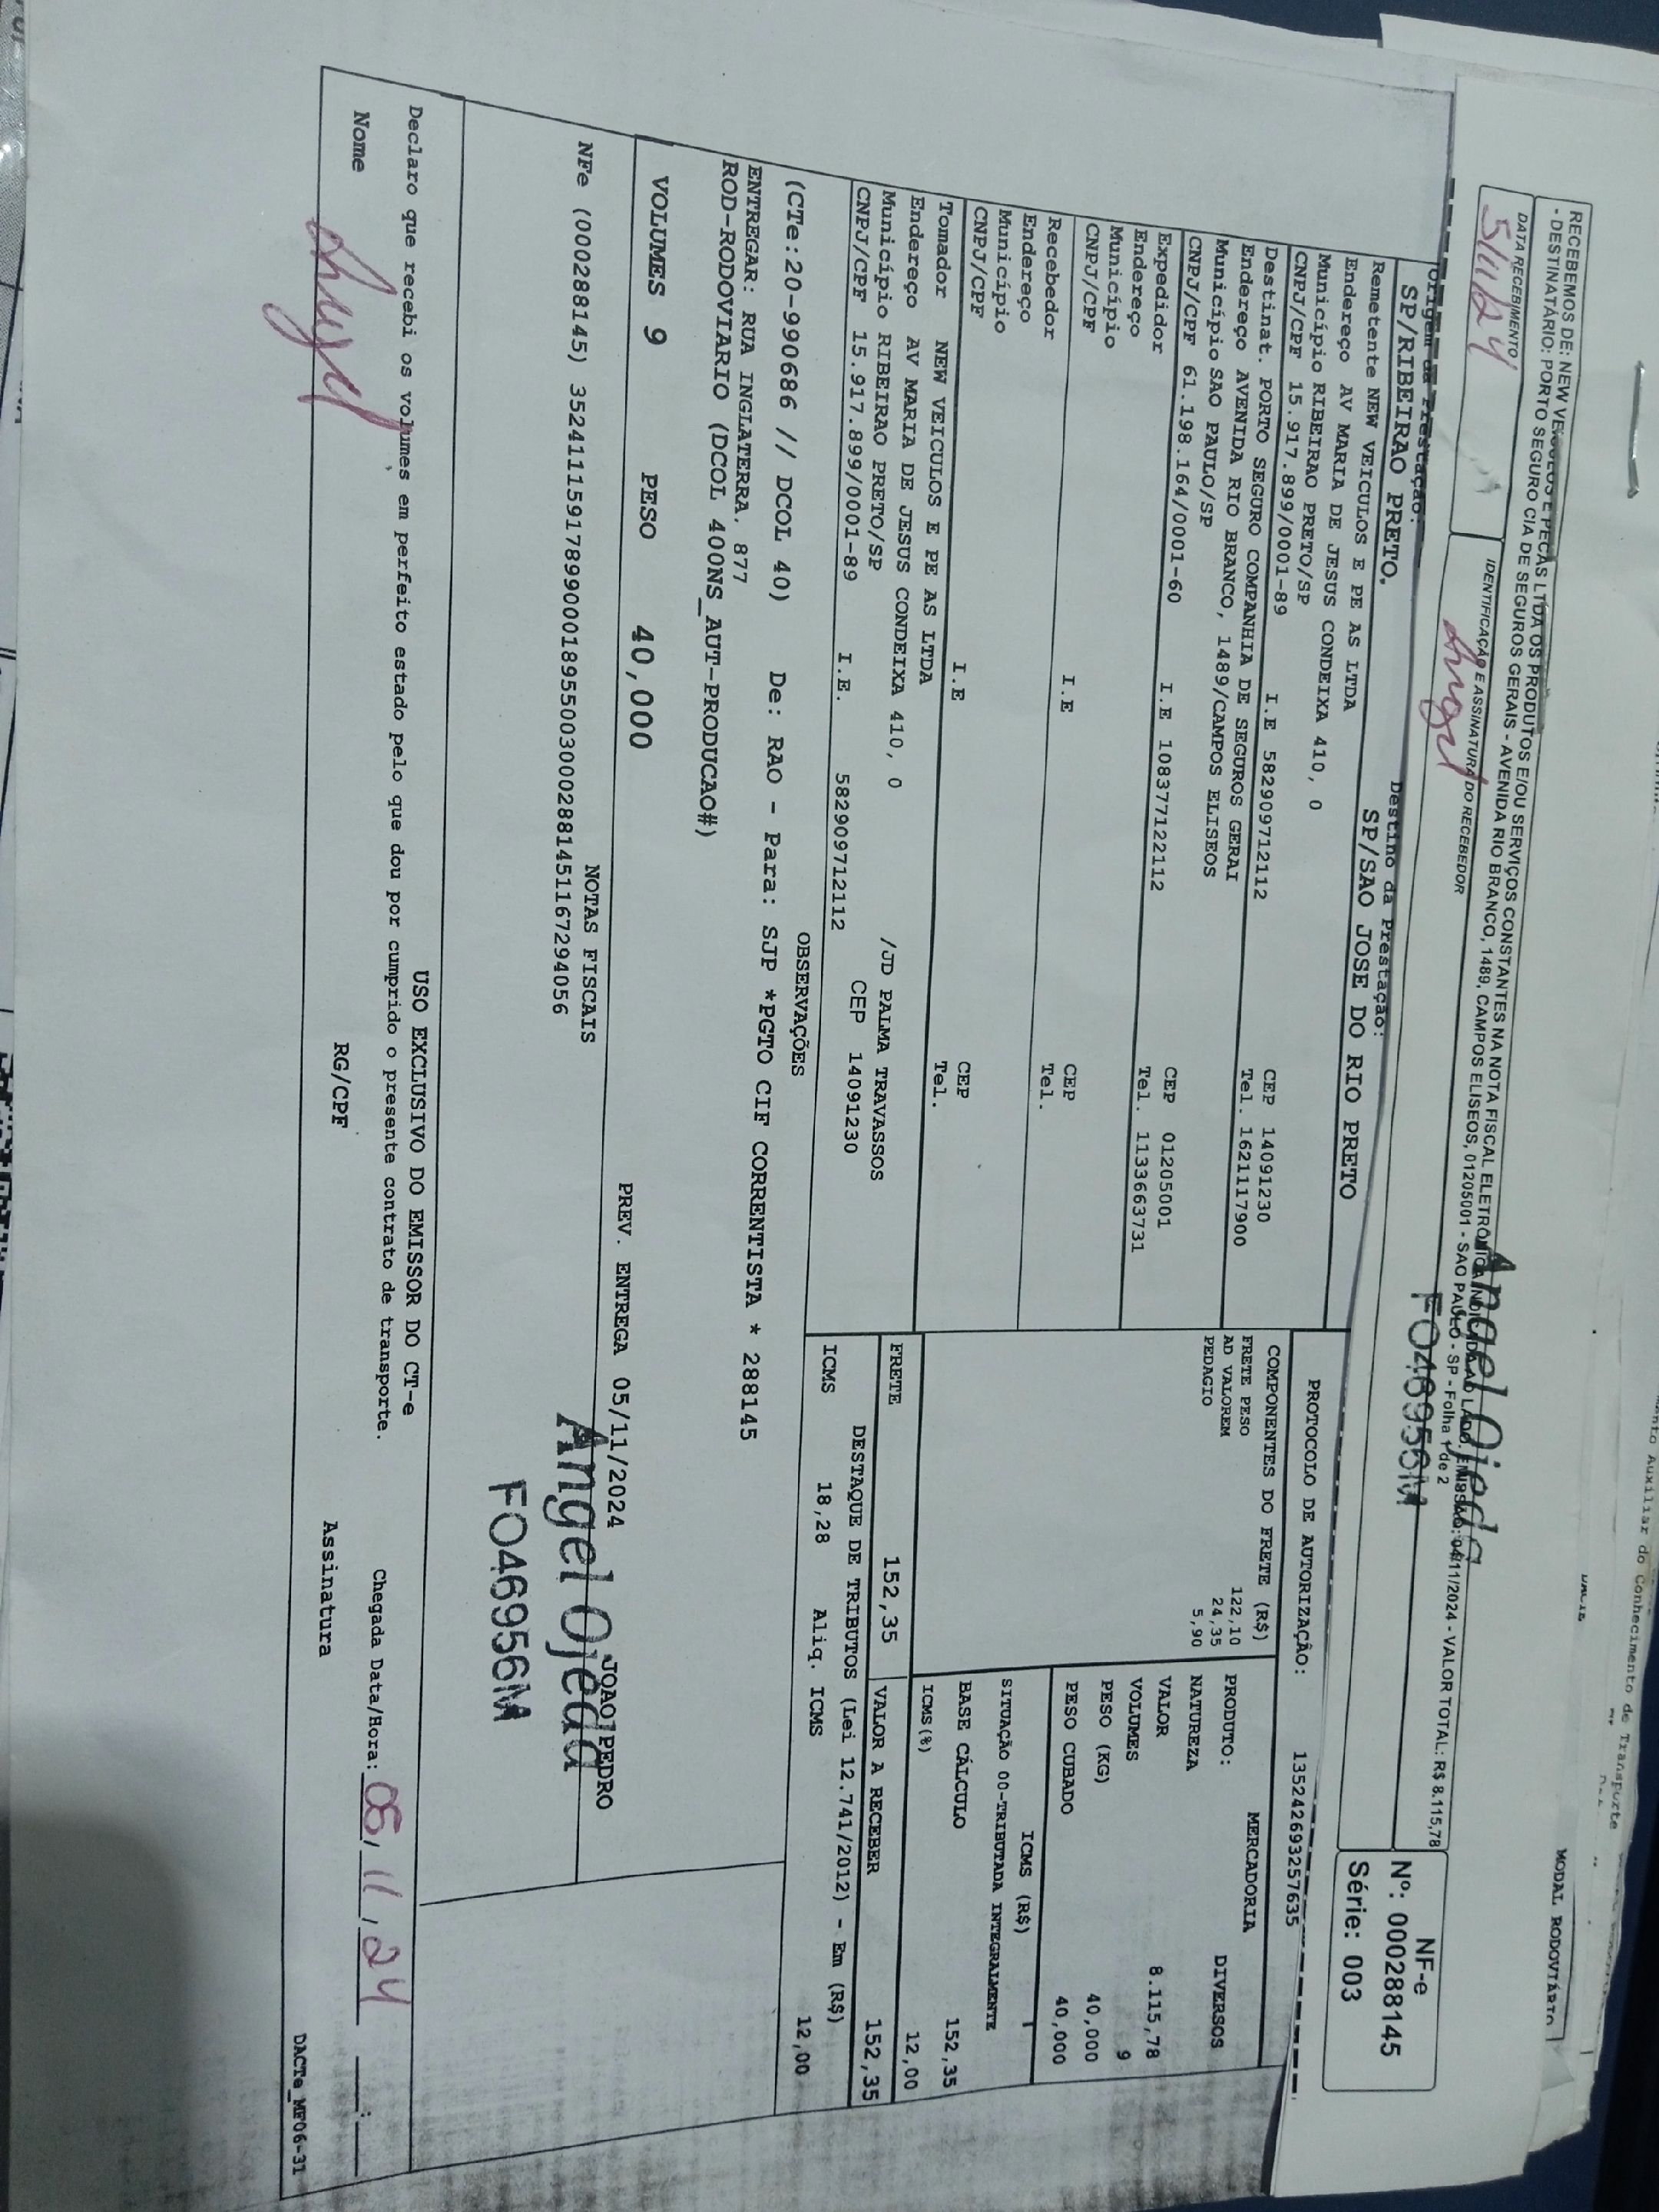 RECEBEMOS DE: NEW VEICULOS E PEÇAS LTDA OS PRODUTOS E/OU SERVIÇOS CONSTANTES NA NOTA FISCAL ELETRÔNICA INDICADA AO LADO. EMISSÃO: 04/11/2024 - VALOR TOTAL: R$ 8.115,78
- DESTINATÁRIO: PORTO SEGURO CIA DE SEGUROS GERAIS - AVENIDA RIO BRANCO, 1489, CAMPOS ELISEOS, 01205001 - SAO PAULO - SP - Folha 1 de 2
DATA RECEBIMENTO
IDENTIFICAÇÃO E ASSINATURA DO RECEBEDOR
5/11/24
Angel
Angel Ojeda
F046956M
NF-e
Nº: 000288145
Série: 003
MODAL RODOVIÁRIO
Auxiliar do Conhecimento de Transporte
Origem da Prestação:
Destino da Prestação:
SP/RIBEIRAO PRETO.
SP/SAO JOSE DO RIO PRETO
PROTOCOLO DE AUTORIZAÇÃO: 135242693257635
Remetente NEW VEICULOS E PE AS LTDA
Endereço AV MARIA DE JESUS CONDEIXA 410, 0
Município RIBEIRAO PRETO/SP CEP 14091230
CNPJ/CPF 15.917.899/0001-89 I.E 582909712112 Tel. 1621117900
Destinat. PORTO SEGURO COMPANHIA DE SEGUROS GERAI
Endereço AVENIDA RIO BRANCO, 1489/CAMPOS ELISEOS
Município SAO PAULO/SP CEP 01205001
CNPJ/CPF 61.198.164/0001-60 I.E 108377122112 Tel. 1133663731
Expedidor
Endereço
Município CEP
CNPJ/CPF I.E Tel.
Recebedor
Endereço
Município CEP
CNPJ/CPF I.E Tel.
Tomador NEW VEICULOS E PE AS LTDA
Endereço AV MARIA DE JESUS CONDEIXA 410, 0 /JD PALMA TRAVASSOS
Município RIBEIRAO PRETO/SP CEP 14091230
CNPJ/CPF 15.917.899/0001-89 I.E. 582909712112
COMPONENTES DO FRETE (R$)
FRETE PESO 122,10
AD VALOREM 24,35
PEDAGIO 5,90
MERCADORIA
PRODUTO: DIVERSOS
NATUREZA
VALOR 8.115,78
VOLUMES 9
PESO (KG) 40,000
PESO CUBADO 40,000
ICMS (R$)
SITUAÇÃO 00-TRIBUTADA INTEGRALMENTE
BASE CÁLCULO 152,35
ICMS(%) 12,00
FRETE 152,35
VALOR A RECEBER 152,35
DESTAQUE DE TRIBUTOS (Lei 12.741/2012) - Em (R$)
ICMS 18,28 Aliq. ICMS 12,00
OBSERVAÇÕES
(CTe:20-990686 // DCOL 40) De: RAO - Para: SJP *PGTO CIF CORRENTISTA * 288145
ENTREGAR: RUA INGLATERRA. 877
ROD-RODOVIARIO (DCOL 400NS_AUT-PRODUCAO#)
VOLUMES 9 PESO 40,000 PREV. ENTREGA 05/11/2024 JOAO PEDRO
NOTAS FISCAIS
NFe (000288145) 35241115917899000189550030002881451167294056
Angel Ojeda
F046956M
USO EXCLUSIVO DO EMISSOR DO CT-e
Declaro que recebi os volumes em perfeito estado pelo que dou por cumprido o presente contrato de transporte. Chegada Data/Hora: 05/11/24
Nome Angel RG/CPF Assinatura
DACTe_MF06-31